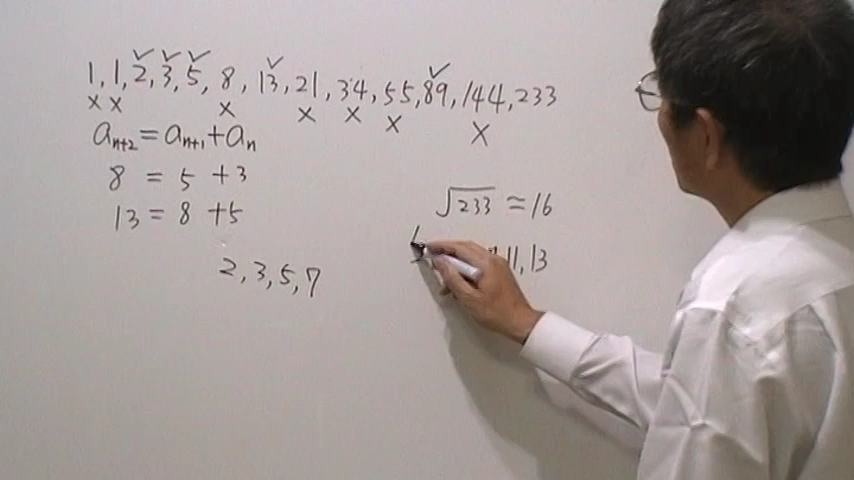 ✓ ✓ ✓ ✓ ✓
1, 1, 2, 3, 5, 8, 13, 21, 34, 55, 89, 144, 233
× × × × × × ×
aₙ₊₂ = aₙ₊₁ + aₙ
8 = 5 + 3
13 = 8 + 5
√233 ≈ 16
2, 3, 5, 7
11, 13